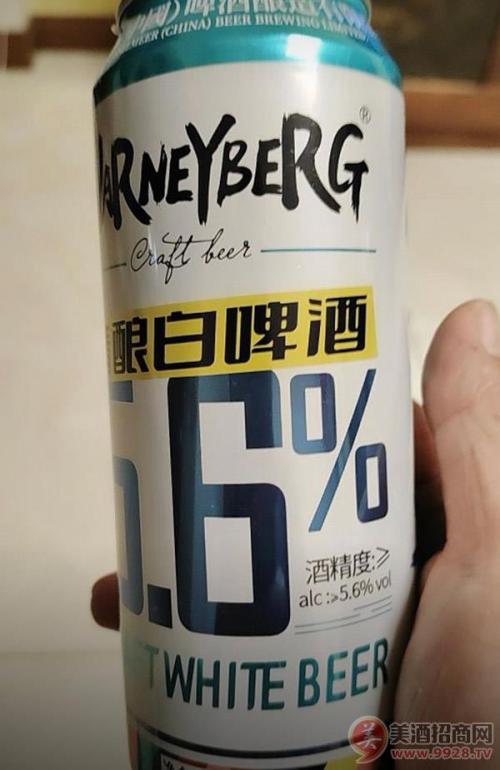 啤酒酿造
(CHINA) BEER BREWING LIMITED
ARNEYBERG®
Craft beer
酿白啤酒
5.6%
酒精度:≥
alc :≥5.6% vol
WHITE BEER
美酒招商网
www.9928.TV